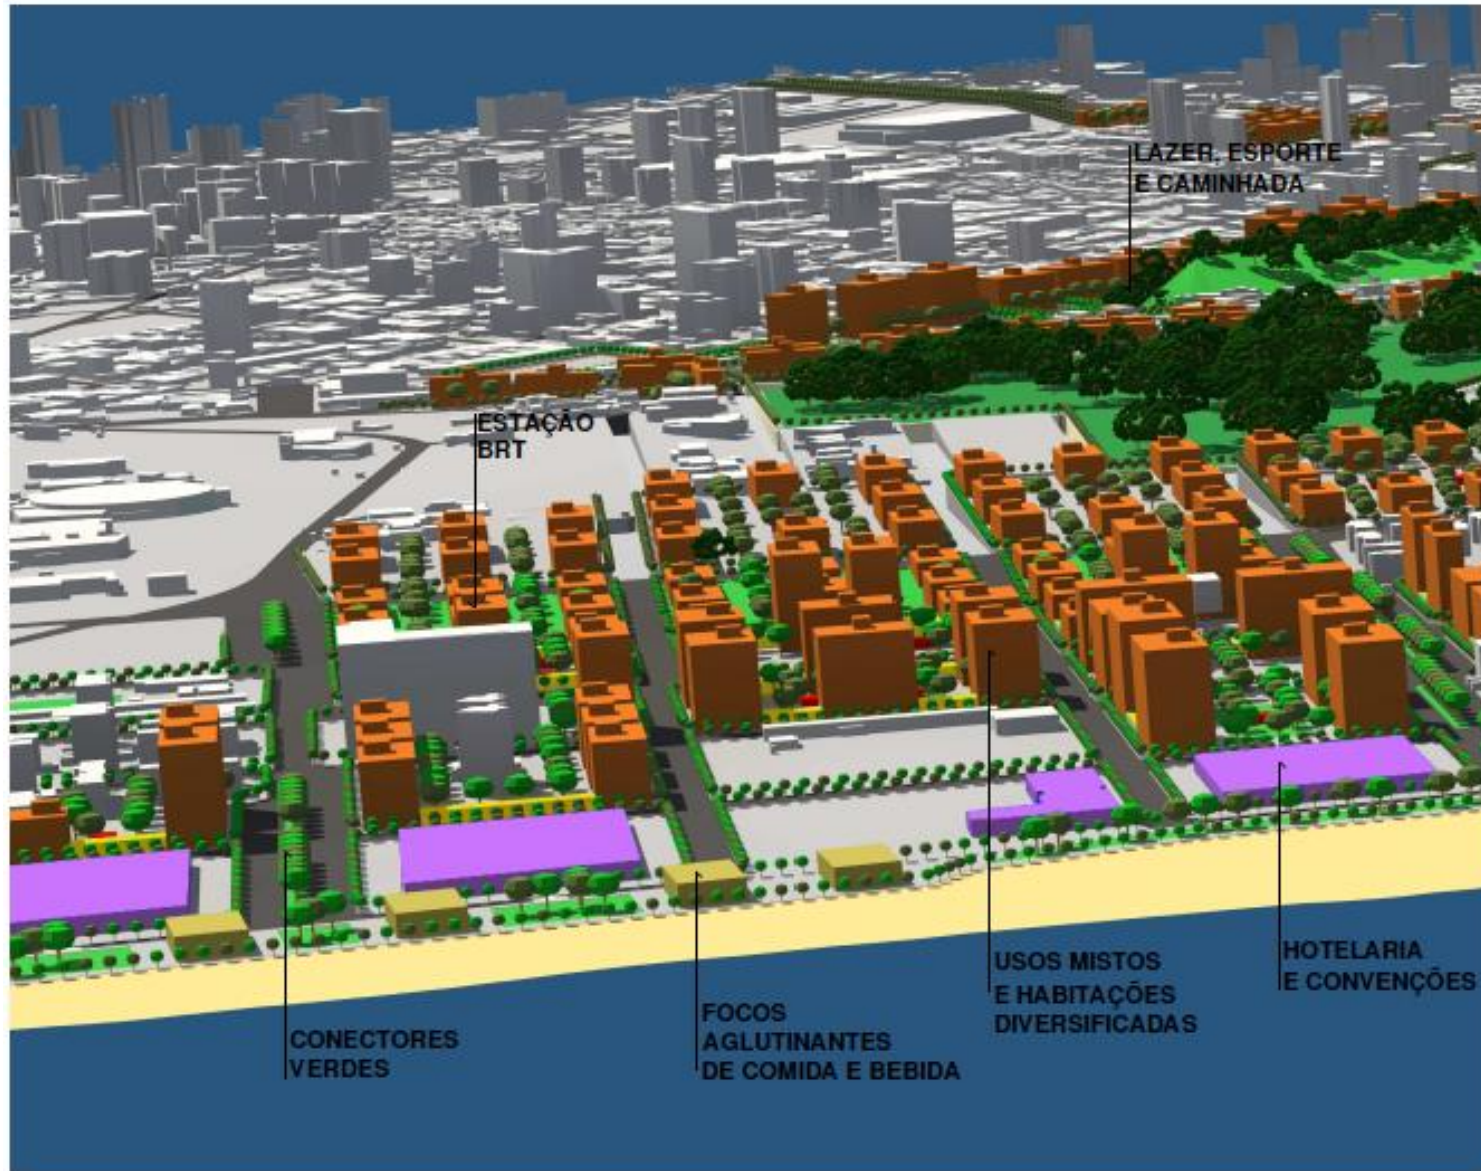 LAZER, ESPORTE
E CAMINHADA
ESTAÇÃO
BRT
USOS MISTOS
E HABITAÇÕES
DIVERSIFICADAS
HOTELARIA
E CONVENÇÕES
FOCOS
AGLUTINANTES
DE COMIDA E BEBIDA
CONECTORES
VERDES